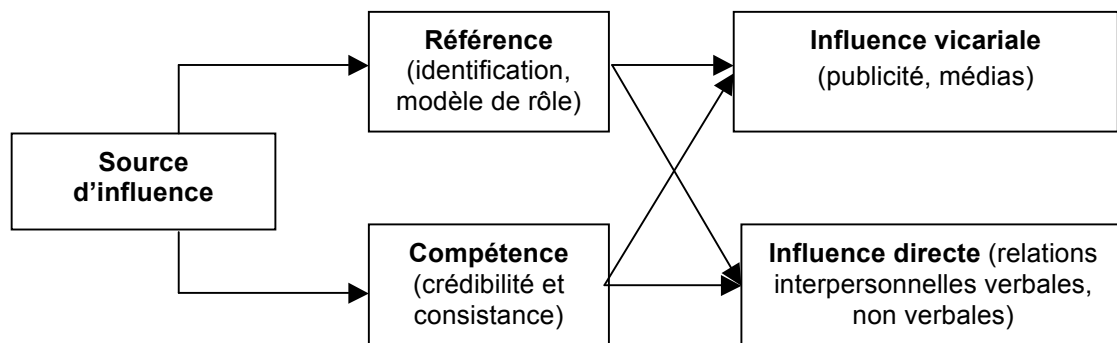 Référence
(identification,
modèle de rôle)
Influence vicariale
(publicité, médias)
Source
d’influence
Compétence
(crédibilité et
consistance)
Influence directe (relations
interpersonnelles verbales,
non verbales)